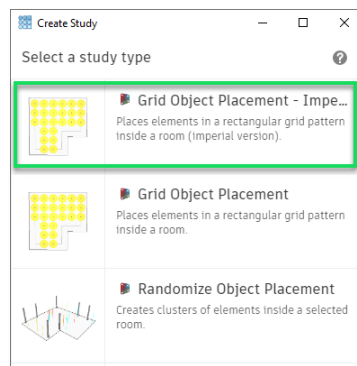 Create Study
Select a study type
Grid Object Placement - Impe...
Places elements in a rectangular grid pattern
inside a room (imperial version).
Grid Object Placement
Places elements in a rectangular grid pattern
inside a room.
Randomize Object Placement
Creates clusters of elements inside a selected
room.